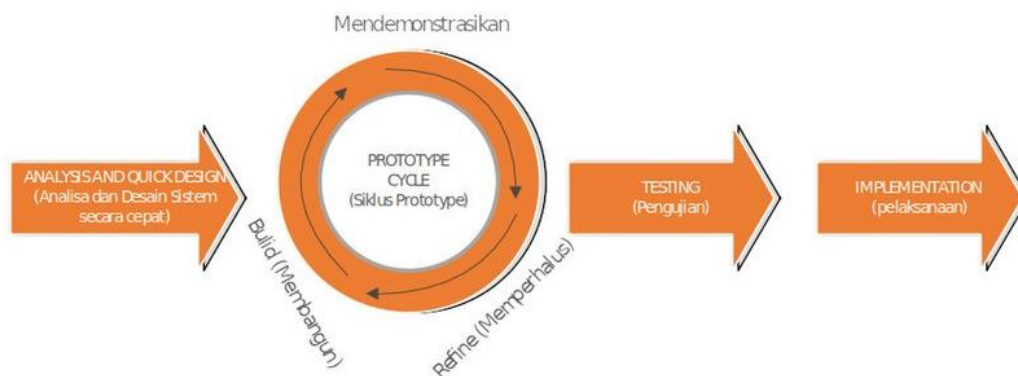 Mendemonstrasikan
ANALYSIS AND QUICK DESIGN
(Analisa dan Desain Sistem
secara cepat)
PROTOTYPE
CYCLE
(Siklus Prototype)
Bulid (Membangun)
Refine (Memperhalus)
TESTING
(Pengujian)
IMPLEMENTATION
(pelaksanaan)